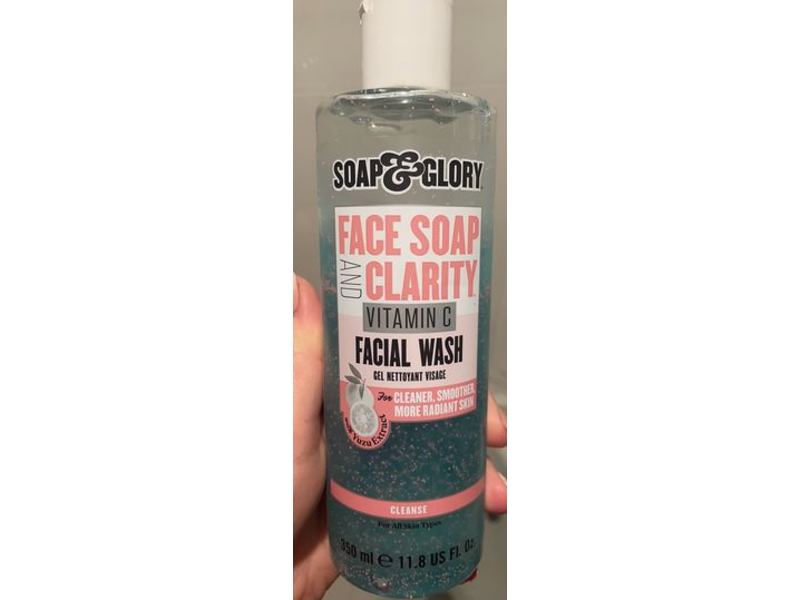 SOAP & GLORY
FACE SOAP
AND CLARITY
VITAMIN C
FACIAL WASH
GEL NETTOYANT VISAGE
For CLEANER, SMOOTHER,
MORE RADIANT SKIN
with Yuzu Extract
CLEANSE
For All Skin Types
350 ml ℮ 11.8 US Fl. Oz.